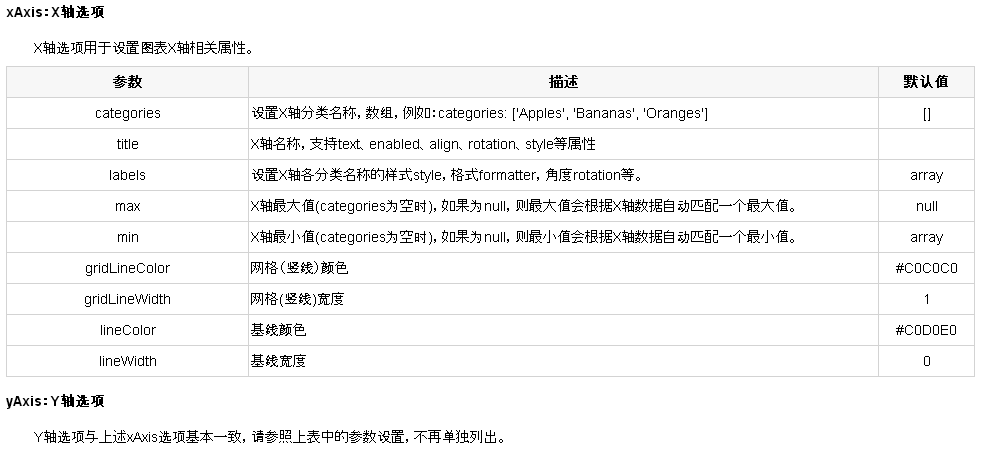 xAxis:X轴选项
X轴选项用于设置图表X轴相关属性。
参数 描述 默认值
categories 设置X轴分类名称,数组,例如:categories: ['Apples', 'Bananas', 'Oranges'] []
title X轴名称,支持text、enabled、align、rotation、style等属性
labels 设置X轴各分类名称的样式style,格式formatter,角度rotation等。 array
max X轴最大值(categories为空时),如果为null,则最大值会根据X轴数据自动匹配一个最大值。 null
min X轴最小值(categories为空时),如果为null,则最小值会根据X轴数据自动匹配一个最小值。 array
gridLineColor 网格(竖线)颜色 #C0C0C0
gridLineWidth 网格(竖线)宽度 1
lineColor 基线颜色 #C0D0E0
lineWidth 基线宽度 0
yAxis:Y轴选项
Y轴选项与上述xAxis选项基本一致,请参照上表中的参数设置,不再单独列出。